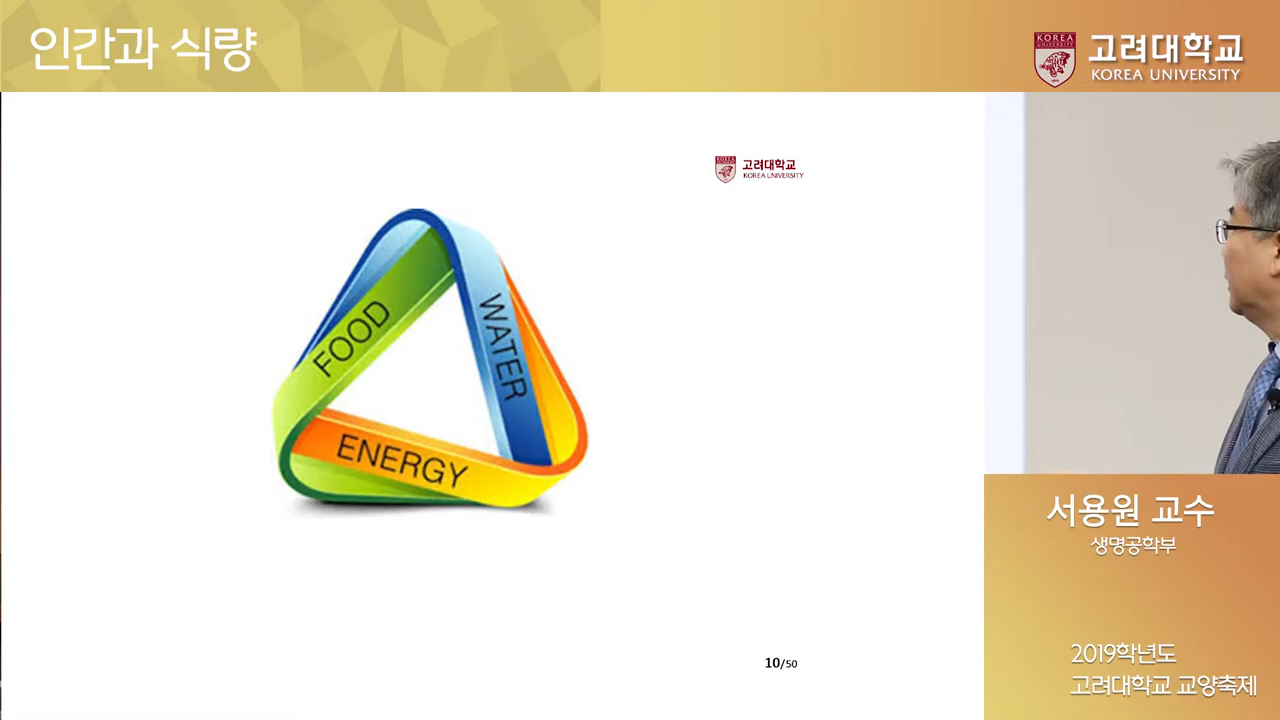 인간과 식량
KOREA
UNIVERSITY
고려대학교
KOREA UNIVERSITY
고려대학교
KOREA UNIVERSITY
FOOD
WATER
ENERGY
10/50
서용원 교수
생명공학부
2019학년도
고려대학교 교양축제